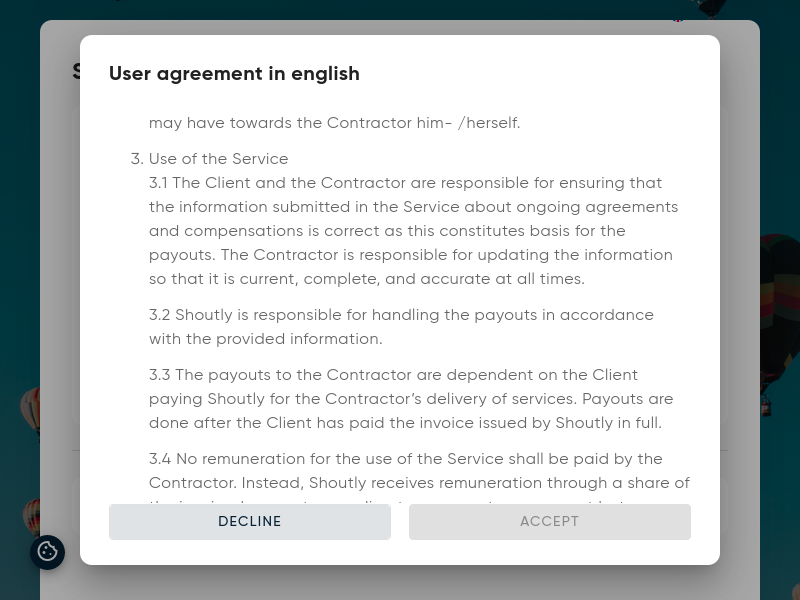 User agreement in english
may have towards the Contractor him- /herself.
3. Use of the Service
3.1 The Client and the Contractor are responsible for ensuring that
the information submitted in the Service about ongoing agreements
and compensations is correct as this constitutes basis for the
payouts. The Contractor is responsible for updating the information
so that it is current, complete, and accurate at all times.
3.2 Shoutly is responsible for handling the payouts in accordance
with the provided information.
3.3 The payouts to the Contractor are dependent on the Client
paying Shoutly for the Contractor’s delivery of services. Payouts are
done after the Client has paid the invoice issued by Shoutly in full.
3.4 No remuneration for the use of the Service shall be paid by the
Contractor. Instead, Shoutly receives remuneration through a share of
DECLINE
ACCEPT